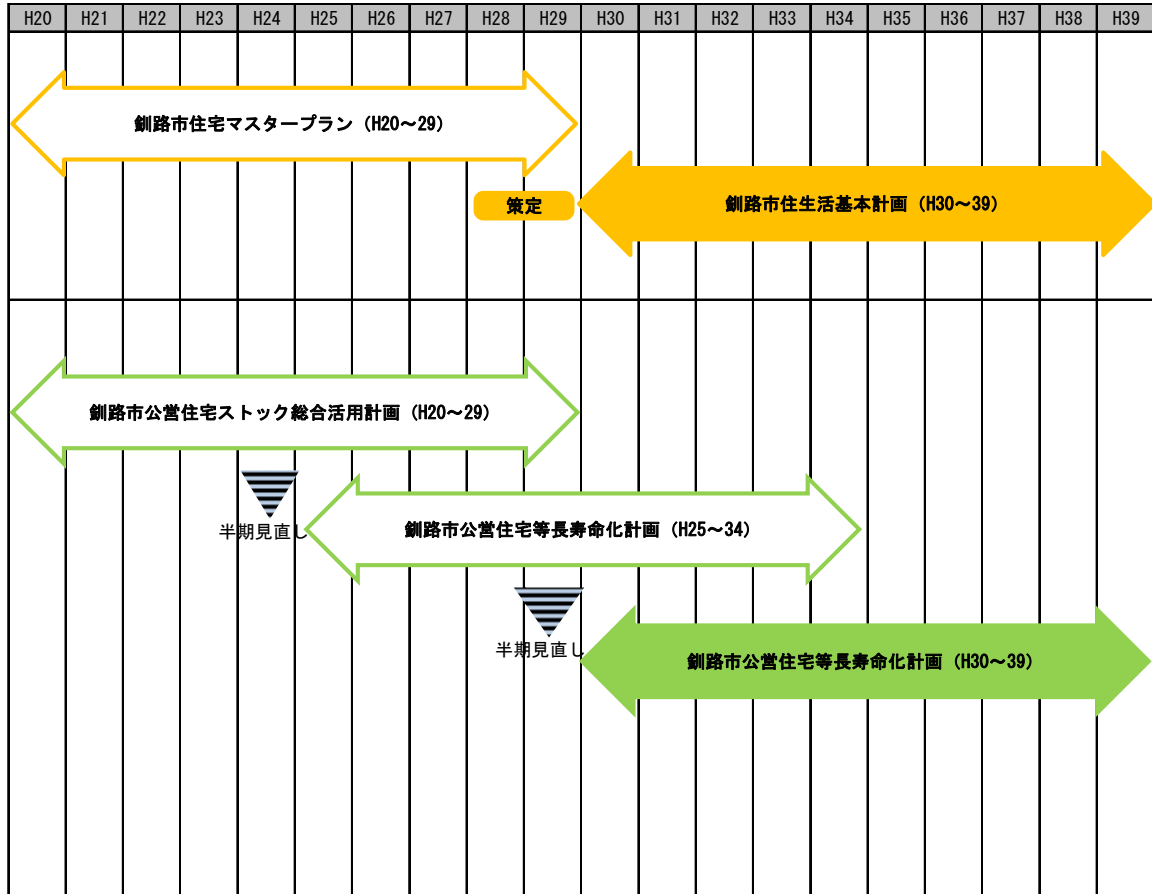 H20 H21 H22 H23 H24 H25 H26 H27 H28 H29 H30 H31 H32 H33 H34 H35 H36 H37 H38 H39
釧路市住宅マスタープラン（H20～29）
策定
釧路市住生活基本計画（H30～39）
釧路市公営住宅ストック総合活用計画（H20～29）
半期見直し
釧路市公営住宅等長寿命化計画（H25～34）
半期見直し
釧路市公営住宅等長寿命化計画（H30～39）